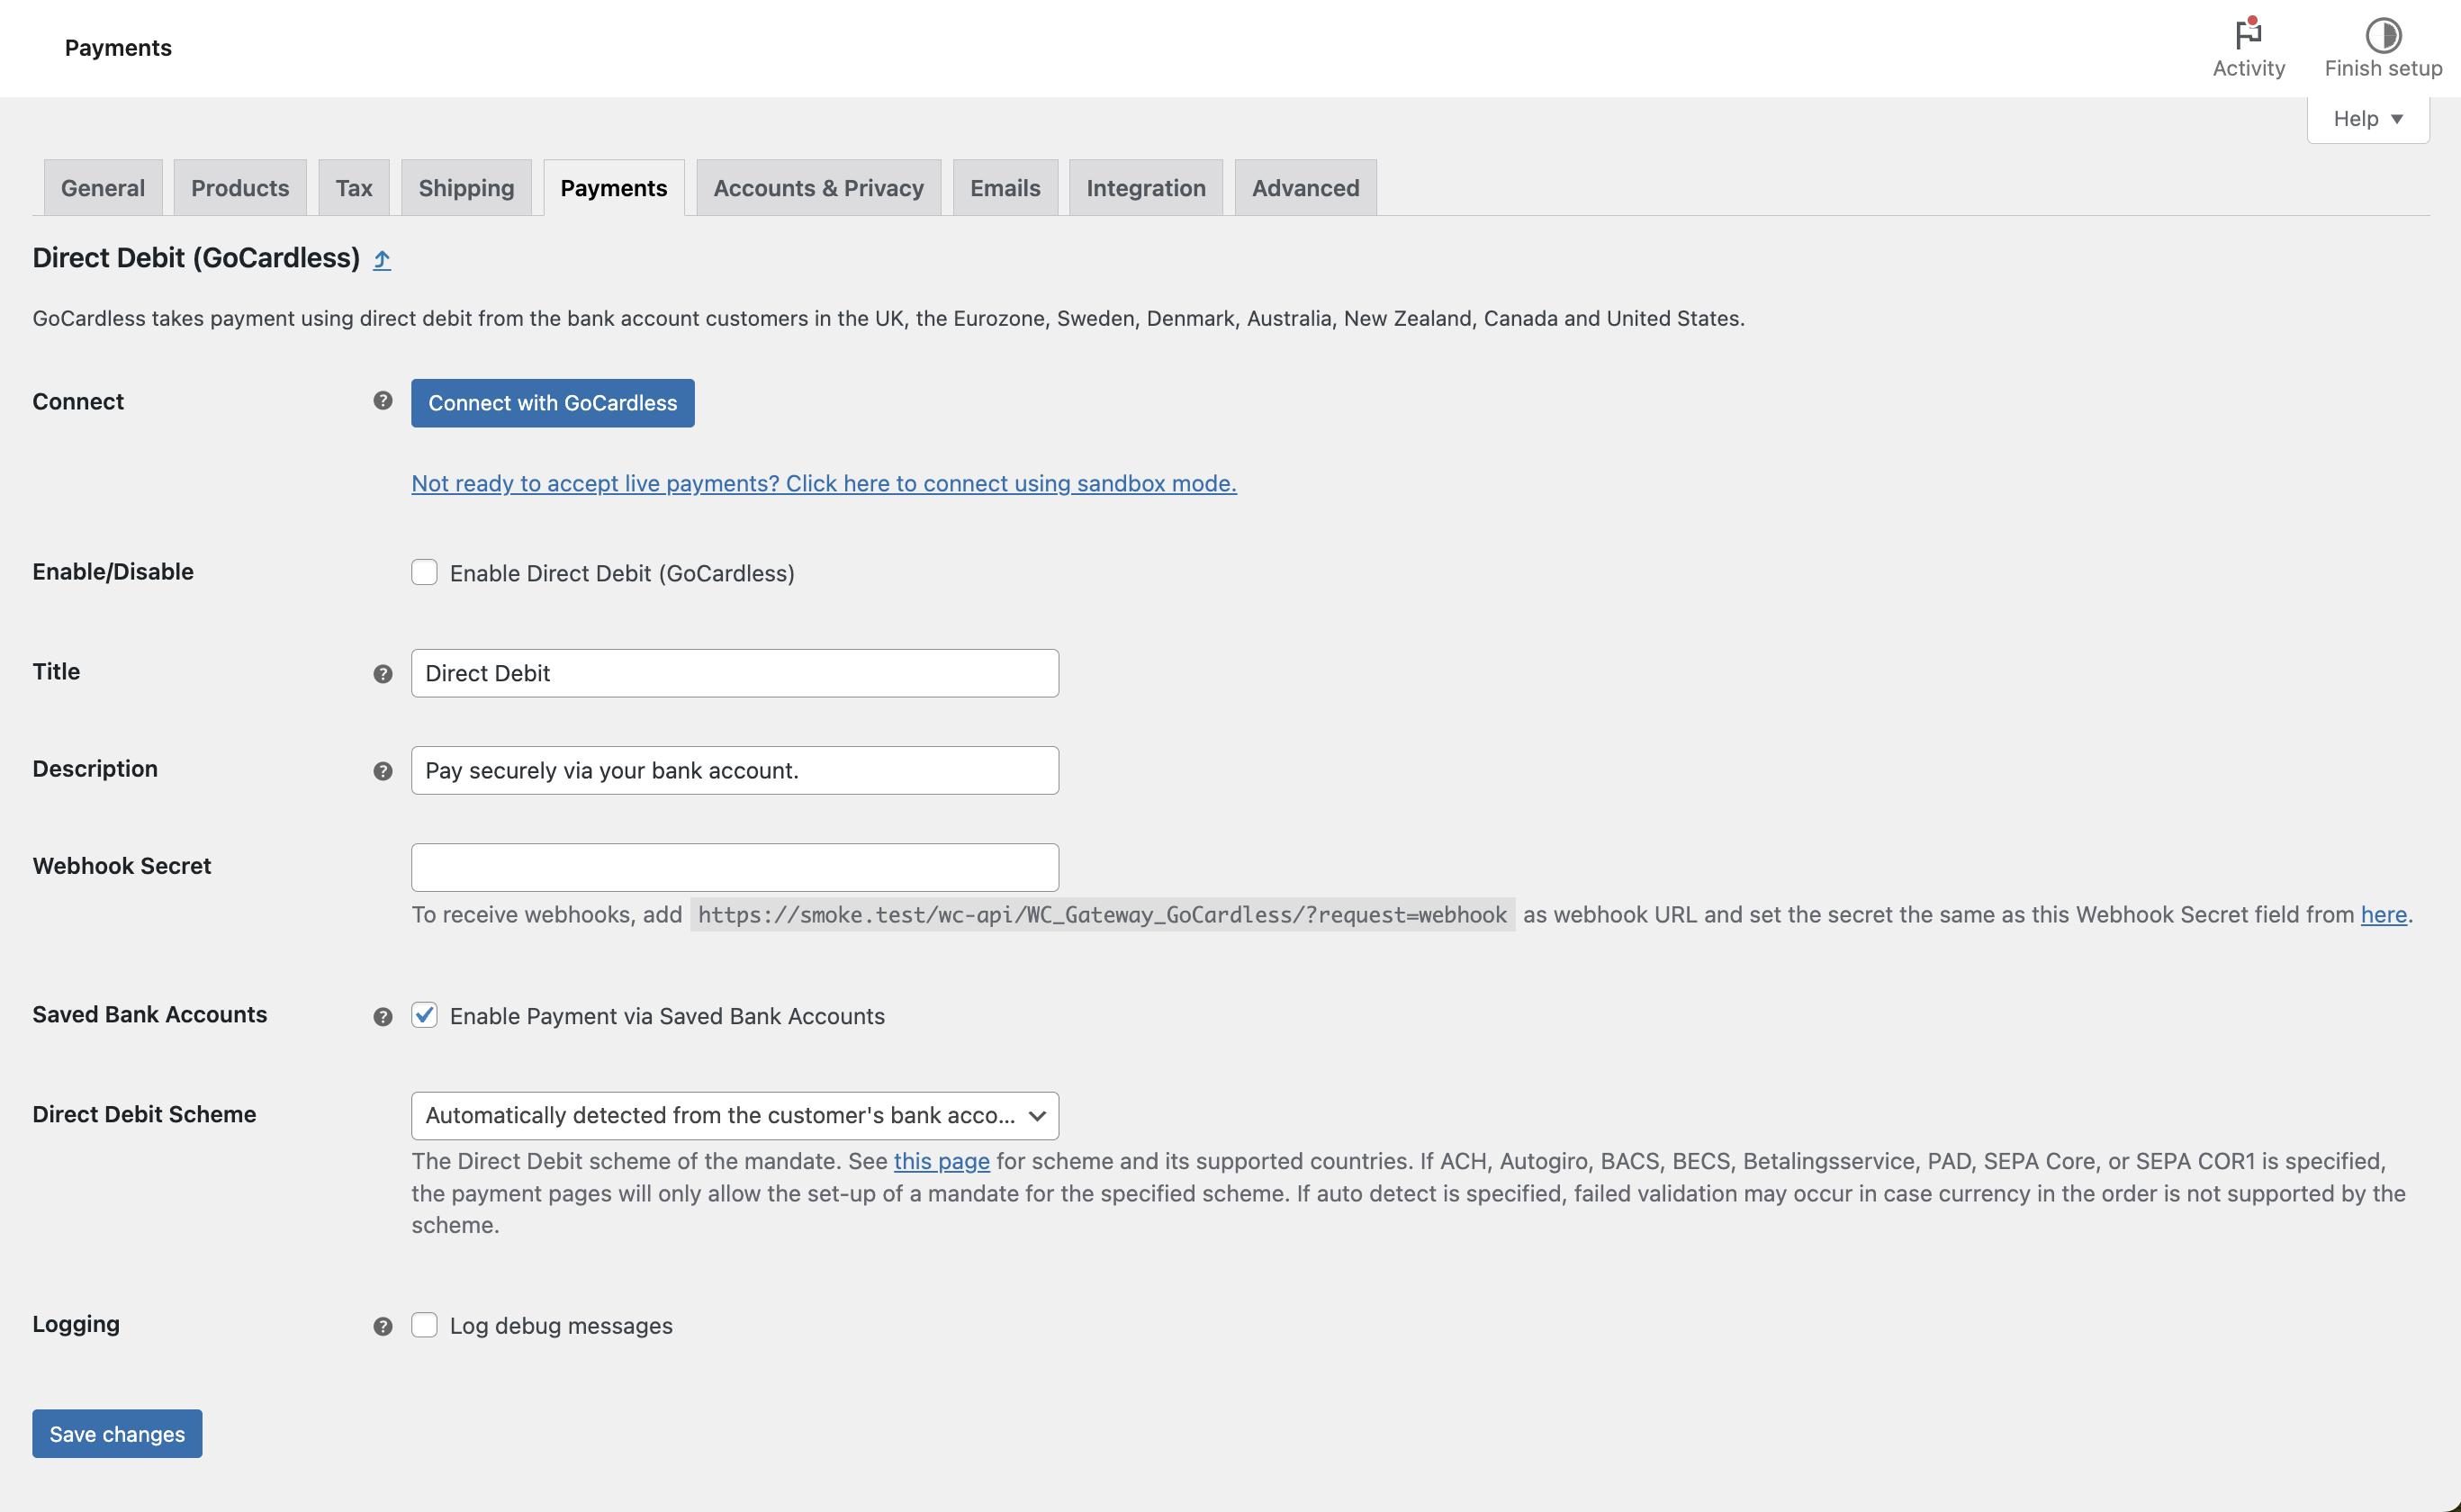 Payments
Activity
Finish setup
Help
General
Products
Tax
Shipping
Payments
Accounts & Privacy
Emails
Integration
Advanced
Direct Debit (GoCardless)
GoCardless takes payment using direct debit from the bank account customers in the UK, the Eurozone, Sweden, Denmark, Australia, New Zealand, Canada and United States.
Connect
Connect with GoCardless
Not ready to accept live payments? Click here to connect using sandbox mode.
Enable/Disable
Enable Direct Debit (GoCardless)
Title
Direct Debit
Description
Pay securely via your bank account.
Webhook Secret
To receive webhooks, add https://smoke.test/wc-api/WC_Gateway_GoCardless/?request=webhook as webhook URL and set the secret the same as this Webhook Secret field from here.
Saved Bank Accounts
Enable Payment via Saved Bank Accounts
Direct Debit Scheme
Automatically detected from the customer's bank acco...
The Direct Debit scheme of the mandate. See this page for scheme and its supported countries. If ACH, Autogiro, BACS, BECS, Betalingsservice, PAD, SEPA Core, or SEPA COR1 is specified,
the payment pages will only allow the set-up of a mandate for the specified scheme. If auto detect is specified, failed validation may occur in case currency in the order is not supported by the
scheme.
Logging
Log debug messages
Save changes